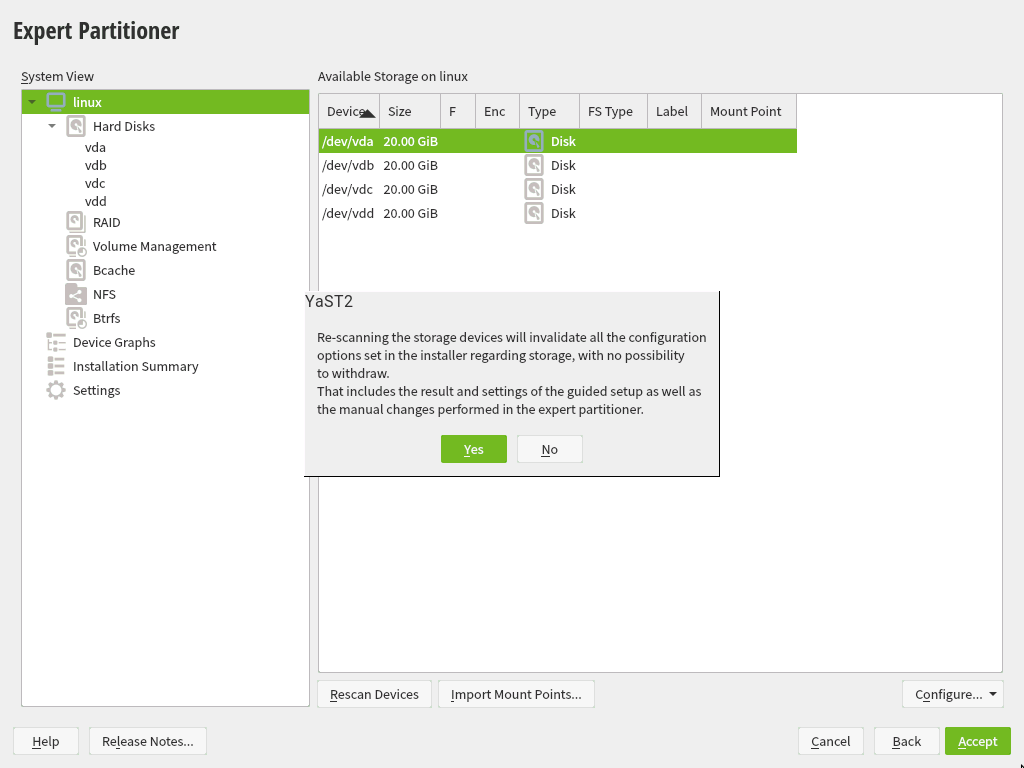 Expert Partitioner
System View
linux
Hard Disks
vda
vdb
vdc
vdd
RAID
Volume Management
Bcache
NFS
Btrfs
Device Graphs
Installation Summary
Settings
Available Storage on linux
Device Size F Enc Type FS Type Label Mount Point
/dev/vda 20.00 GiB Disk
/dev/vdb 20.00 GiB Disk
/dev/vdc 20.00 GiB Disk
/dev/vdd 20.00 GiB Disk
YaST2
Re-scanning the storage devices will invalidate all the configuration
options set in the installer regarding storage, with no possibility
to withdraw.
That includes the result and settings of the guided setup as well as
the manual changes performed in the expert partitioner.
Yes No
Rescan Devices Import Mount Points... Configure...
Help Release Notes... Cancel Back Accept